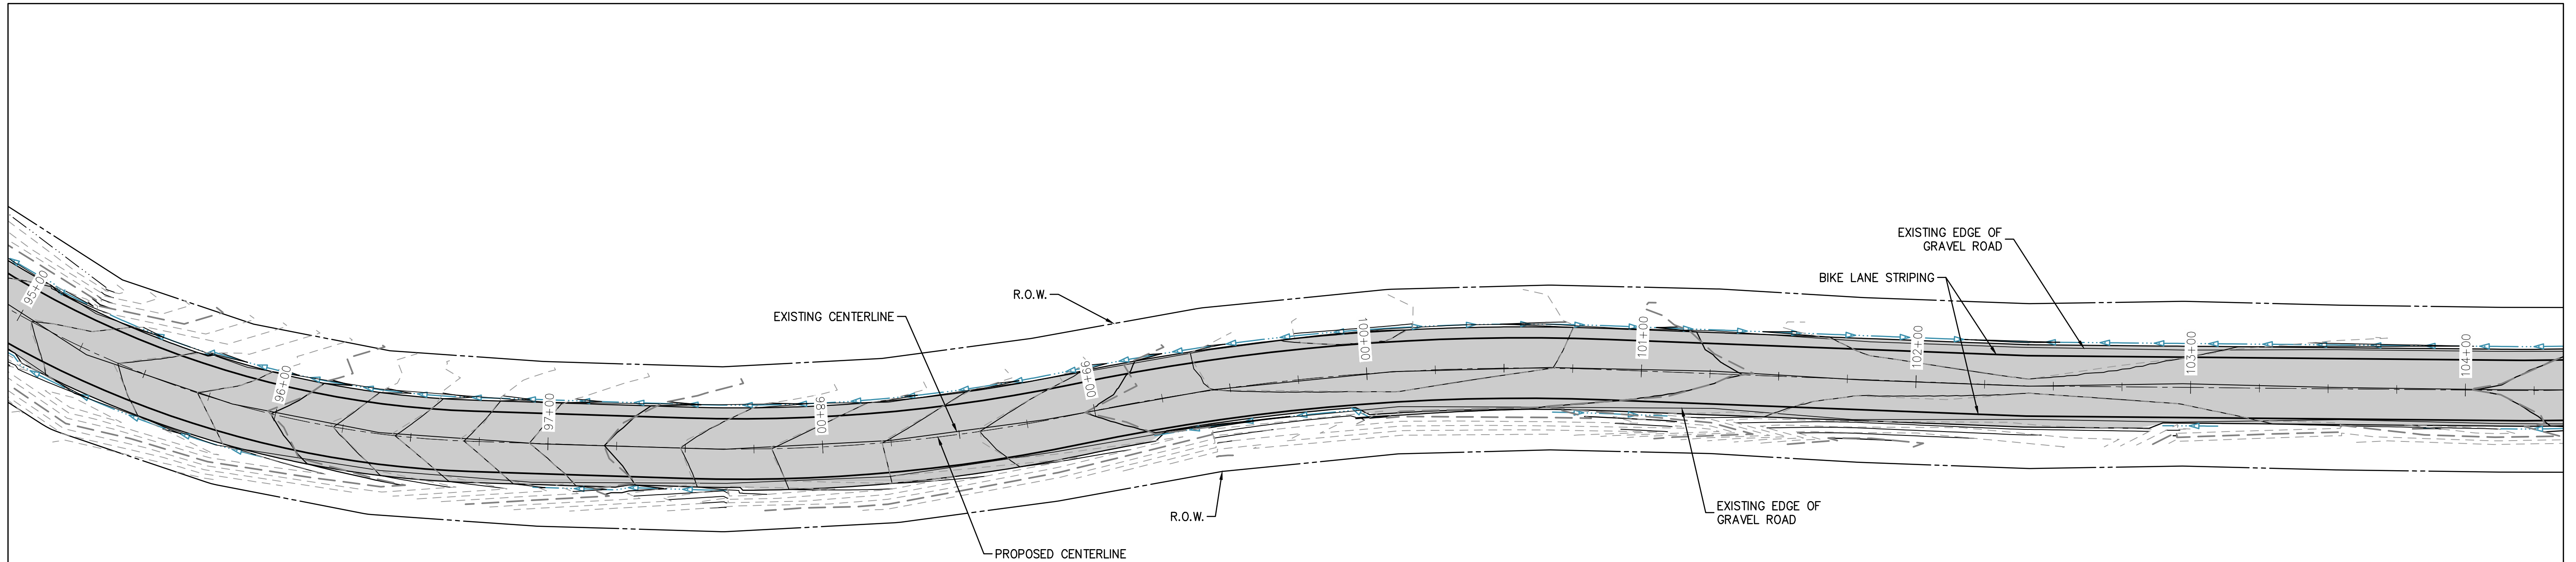 EXISTING EDGE OF
GRAVEL ROAD
BIKE LANE STRIPING
R.O.W.
EXISTING CENTERLINE
95+00
96+00
97+00
98+00
99+00
100+00
101+00
102+00
103+00
104+00
EXISTING EDGE OF
GRAVEL ROAD
R.O.W.
PROPOSED CENTERLINE